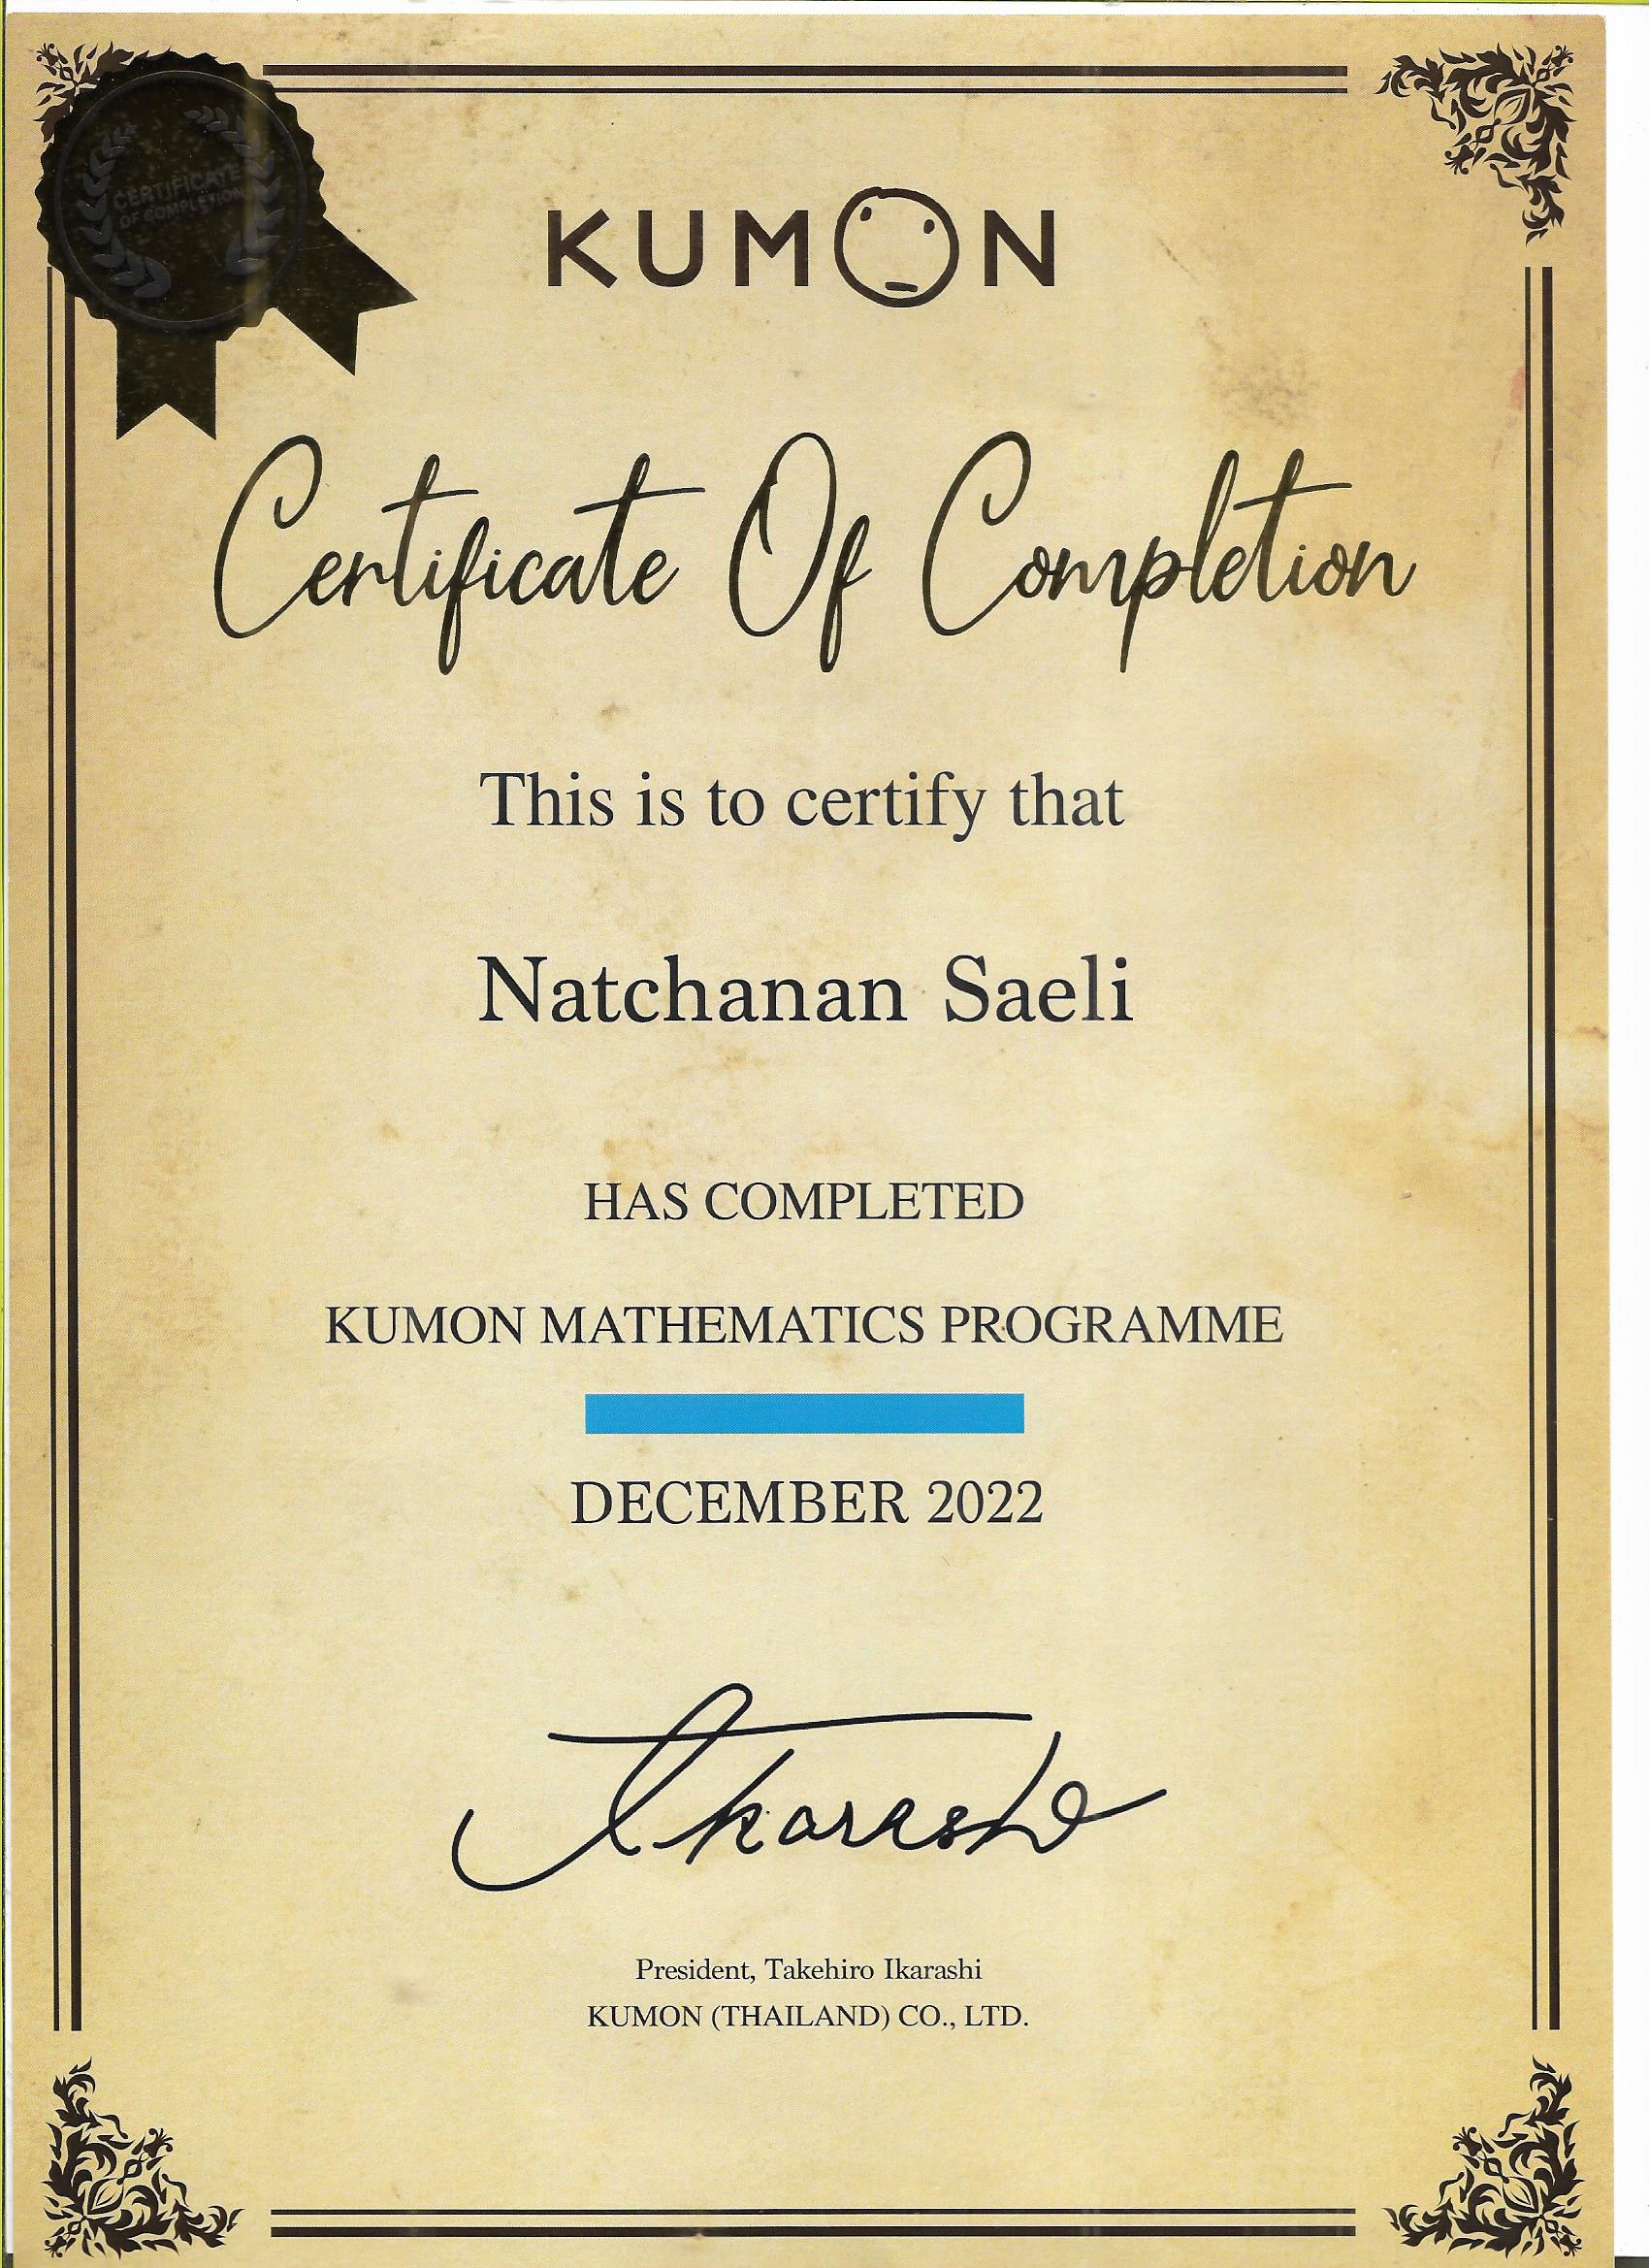 CERTIFICATE
OF COMPLETION
KUMON
Certificate Of Completion
This is to certify that
Natchanan Saeli
HAS COMPLETED
KUMON MATHEMATICS PROGRAMME
DECEMBER 2022
Ikarashi
President, Takehiro Ikarashi
KUMON (THAILAND) CO., LTD.